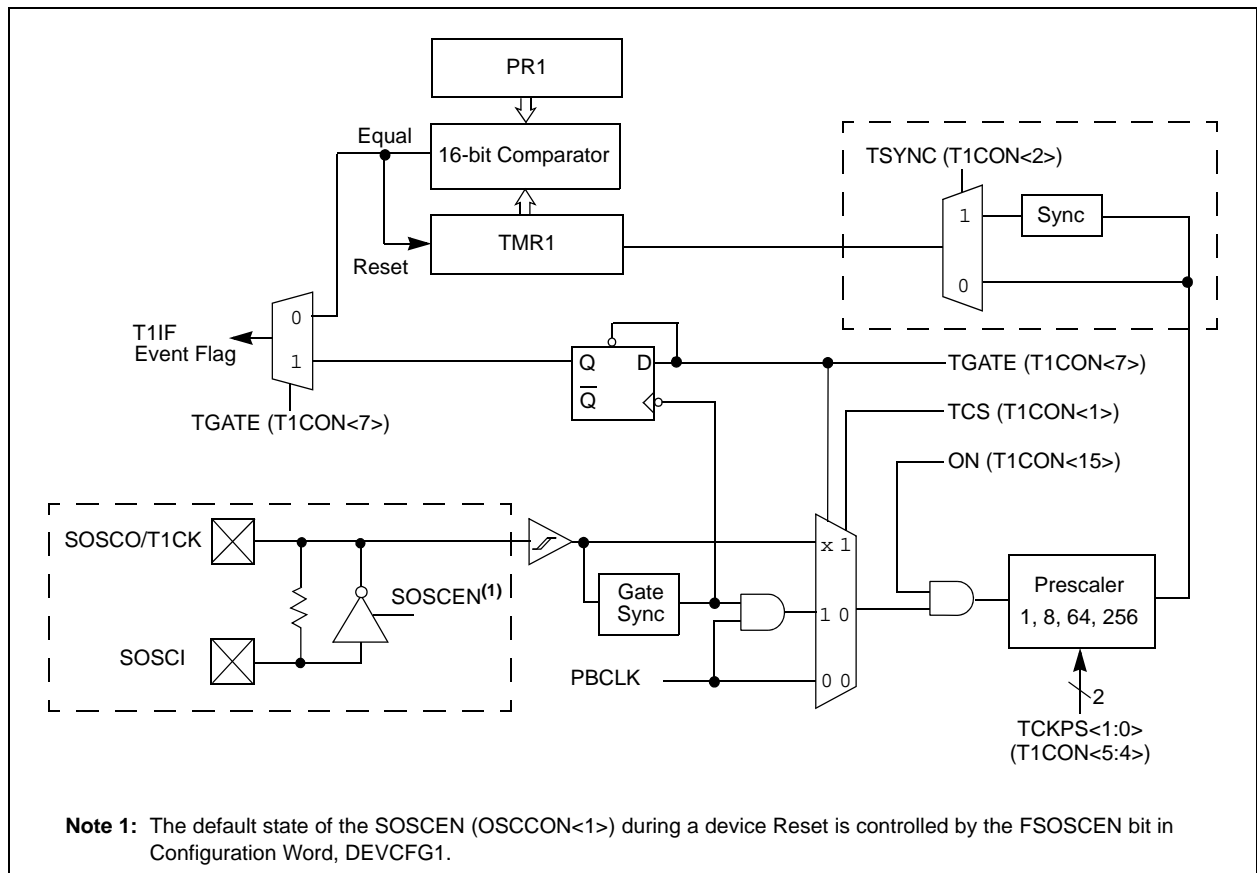 PR1
Equal
16-bit Comparator
TSYNC (T1CON<2>)
1
Sync
TMR1
Reset
0
0
T1IF
Event Flag
1
Q
D
Q
TGATE (T1CON<7>)
TGATE (T1CON<7>)
TCS (T1CON<1>)
ON (T1CON<15>)
SOSCO/T1CK
x 1
SOSCEN(1)
Gate
Sync
1 0
Prescaler
1, 8, 64, 256
SOSCI
PBCLK
0 0
2
TCKPS<1:0>
(T1CON<5:4>)
Note 1: The default state of the SOSCEN (OSCCON<1>) during a device Reset is controlled by the FSOSCEN bit in
Configuration Word, DEVCFG1.